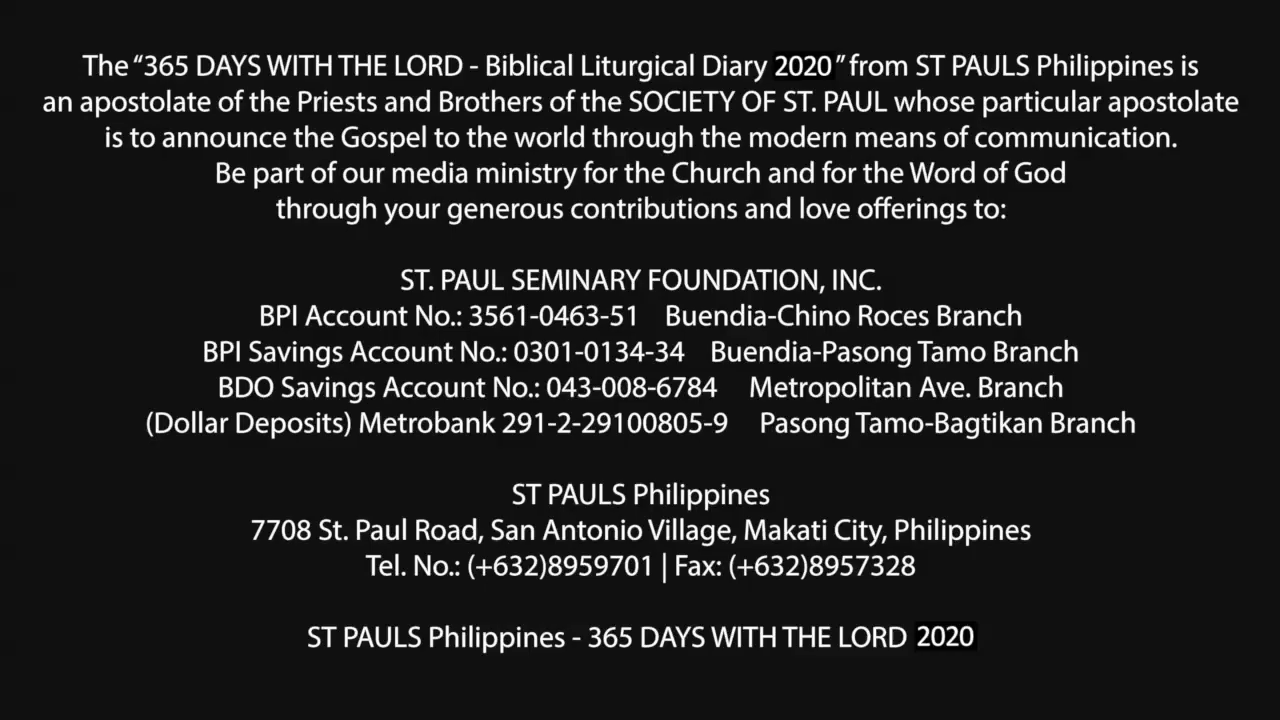 The “365 DAYS WITH THE LORD - Biblical Liturgical Diary 2020” from ST PAULS Philippines is
an apostolate of the Priests and Brothers of the SOCIETY OF ST. PAUL whose particular apostolate
is to announce the Gospel to the world through the modern means of communication.
Be part of our media ministry for the Church and for the Word of God
through your generous contributions and love offerings to:
ST. PAUL SEMINARY FOUNDATION, INC.
BPI Account No.: 3561-0463-51 Buendia-Chino Roces Branch
BPI Savings Account No.: 0301-0134-34 Buendia-Pasong Tamo Branch
BDO Savings Account No.: 043-008-6784 Metropolitan Ave. Branch
(Dollar Deposits) Metrobank 291-2-29100805-9 Pasong Tamo-Bagtikan Branch
ST PAULS Philippines
7708 St. Paul Road, San Antonio Village, Makati City, Philippines
Tel. No.: (+632)8959701 | Fax: (+632)8957328
ST PAULS Philippines - 365 DAYS WITH THE LORD 2020